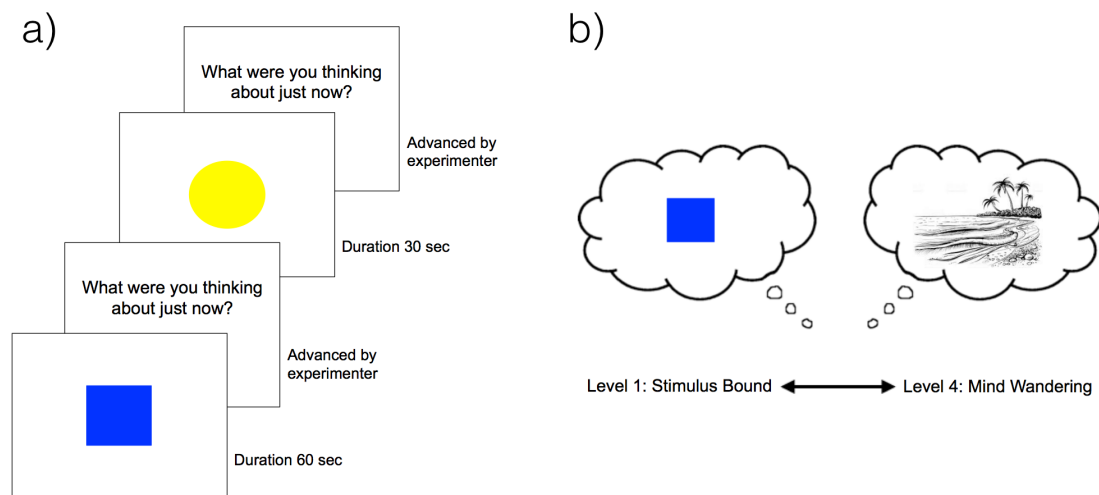 a)
What were you thinking
about just now?
Advanced by
experimenter
Duration 30 sec
What were you thinking
about just now?
Advanced by
experimenter
Duration 60 sec
b)
Level 1: Stimulus Bound
Level 4: Mind Wandering